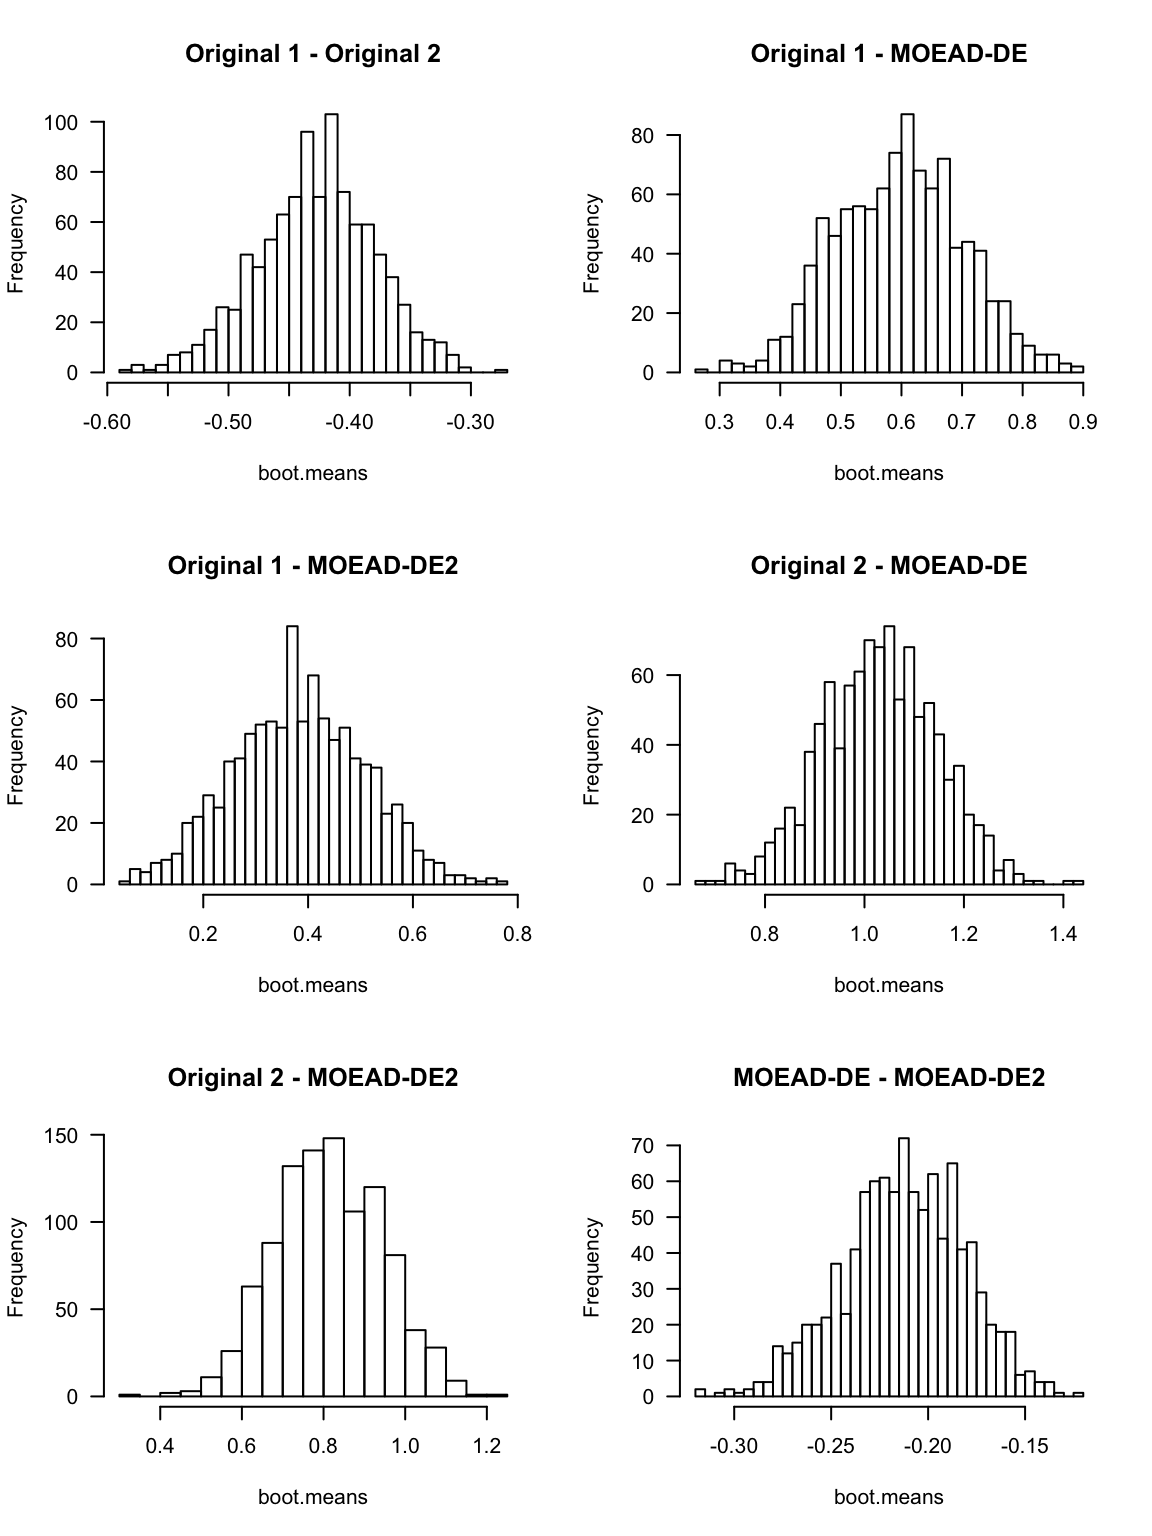 Original 1 - Original 2
Frequency
100
80
60
40
20
0
-0.60 -0.50 -0.40 -0.30
boot.means
Original 1 - MOEAD-DE
Frequency
80
60
40
20
0
0.3 0.4 0.5 0.6 0.7 0.8 0.9
boot.means
Original 1 - MOEAD-DE2
Frequency
80
60
40
20
0
0.2 0.4 0.6 0.8
boot.means
Original 2 - MOEAD-DE
Frequency
60
40
20
0
0.8 1.0 1.2 1.4
boot.means
Original 2 - MOEAD-DE2
Frequency
150
100
50
0
0.4 0.6 0.8 1.0 1.2
boot.means
MOEAD-DE - MOEAD-DE2
Frequency
70
60
50
40
30
20
10
0
-0.30 -0.25 -0.20 -0.15
boot.means